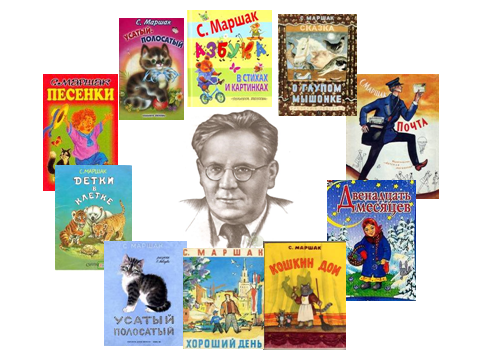 С. Маршак
УСАТЫЙ-
ПОЛОСАТЫЙ
С. Маршак
АЗБУКА
В СТИХАХ
И КАРТИНКАХ
С. МАРШАК
СКАЗКА
О ГЛУПОМ
МЫШОНКЕ
С. МАРШАК
ПОЧТА
Двенадцать
месяцев
С. МАРШАК
КОШКИН ДОМ
С. МАРШАК
ХОРОШИЙ ДЕНЬ
С. МАРШАК
УСАТЫЙ
ПОЛОСАТЫЙ
С. МАРШАК
ДЕТКИ
В
КЛЕТКЕ
ПЕСЕНКИ